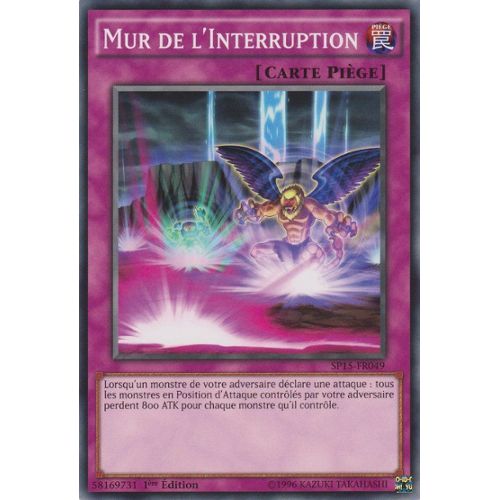 MUR DE L'INTERRUPTION
PIÈGE
罠
[CARTE PIÈGE]
SP15-FR049
Lorsqu'un monstre de votre adversaire déclare une attaque : tous
les monstres en Position d'Attaque contrôlés par votre adversaire
perdent 800 ATK pour chaque monstre qu'il contrôle.
58169731 1ère Édition ©1996 KAZUKI TAKAHASHI